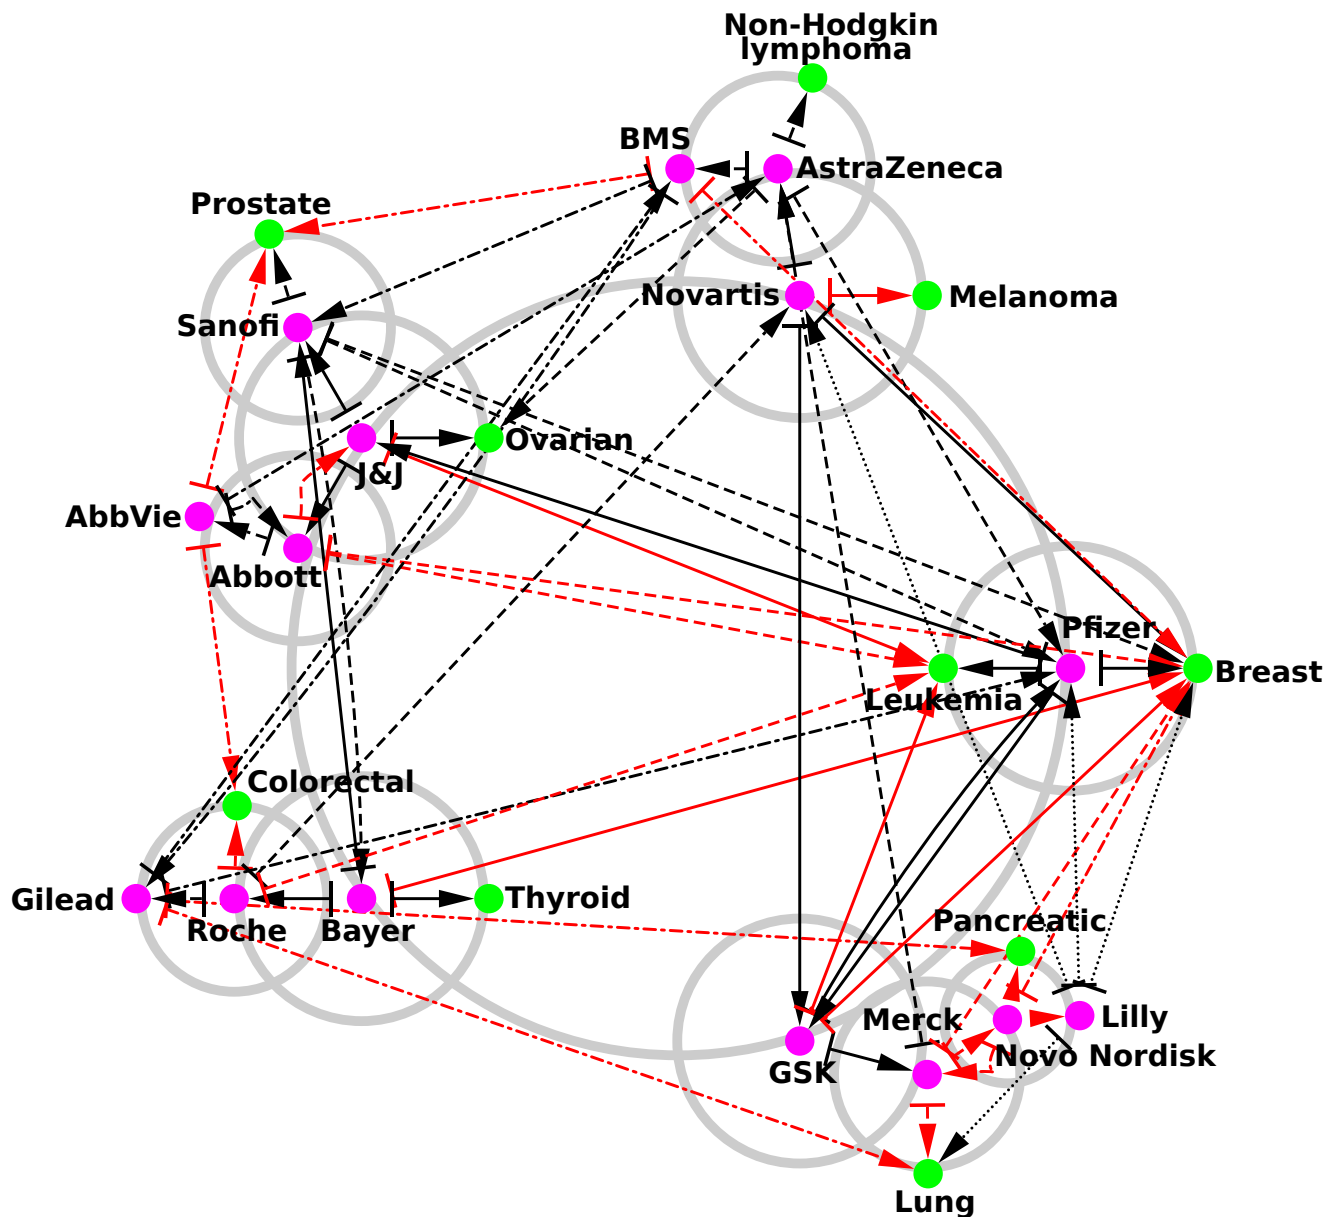 Non-Hodgkin
lymphoma
BMS
AstraZeneca
Prostate
Novartis
Melanoma
Sanofi
Ovarian
J&J
AbbVie
Abbott
Pfizer
Breast
Leukemia
Colorectal
Gilead
Roche
Bayer
Thyroid
Pancreatic
Merck
Lilly
Novo Nordisk
GSK
Lung